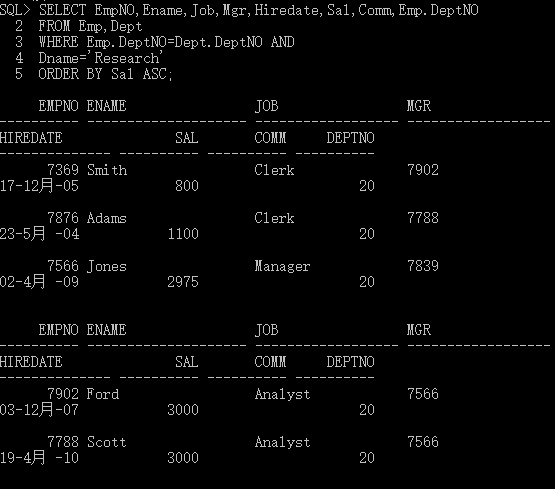 SQL> SELECT EmpNO,Ename,Job,Mgr,Hiredate,Sal,Comm,Emp.DeptNO
2 FROM Emp,Dept
3 WHERE Emp.DeptNO=Dept.DeptNO AND
4 Dname='Research'
5 ORDER BY Sal ASC;
EMPNO ENAME JOB MGR
---------- -------------------- -------------------- --------------------
HIREDATE SAL COMM DEPTNO
-------------- ---------- ---------- ----------
7369 Smith Clerk 7902
17-12月-05 800 20
7876 Adams Clerk 7788
23-5月 -04 1100 20
7566 Jones Manager 7839
02-4月 -09 2975 20
EMPNO ENAME JOB MGR
---------- -------------------- -------------------- --------------------
HIREDATE SAL COMM DEPTNO
-------------- ---------- ---------- ----------
7902 Ford Analyst 7566
03-12月-07 3000 20
7788 Scott Analyst 7566
19-4月 -10 3000 20